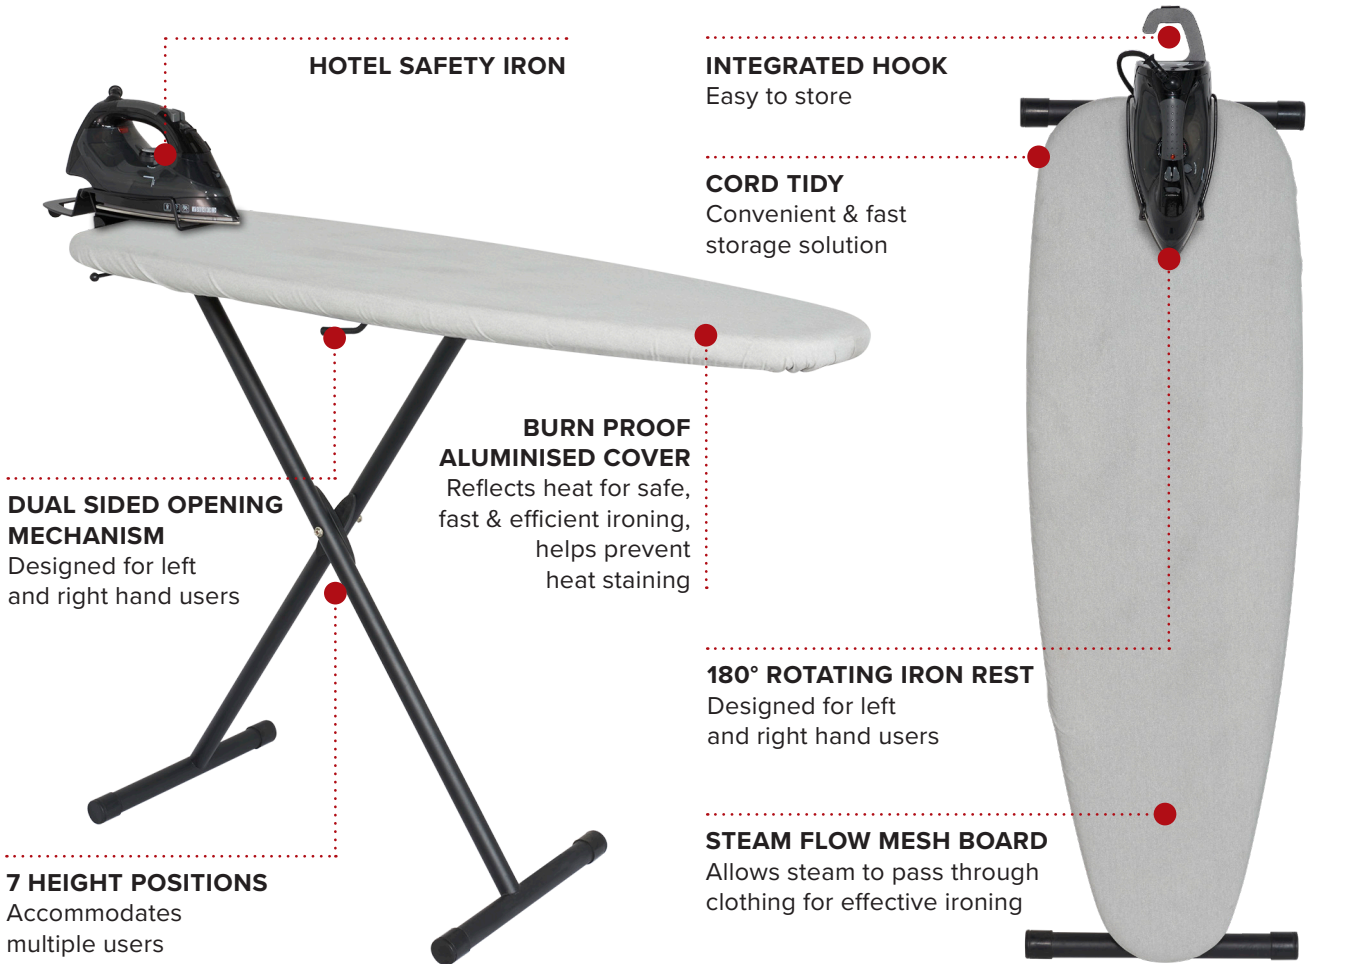 HOTEL SAFETY IRON
INTEGRATED HOOK
Easy to store
CORD TIDY
Convenient & fast
storage solution
BURN PROOF
ALUMINISED COVER
Reflects heat for safe,
fast & efficient ironing,
helps prevent
heat staining
DUAL SIDED OPENING
MECHANISM
Designed for left
and right hand users
180° ROTATING IRON REST
Designed for left
and right hand users
STEAM FLOW MESH BOARD
Allows steam to pass through
clothing for effective ironing
7 HEIGHT POSITIONS
Accommodates
multiple users